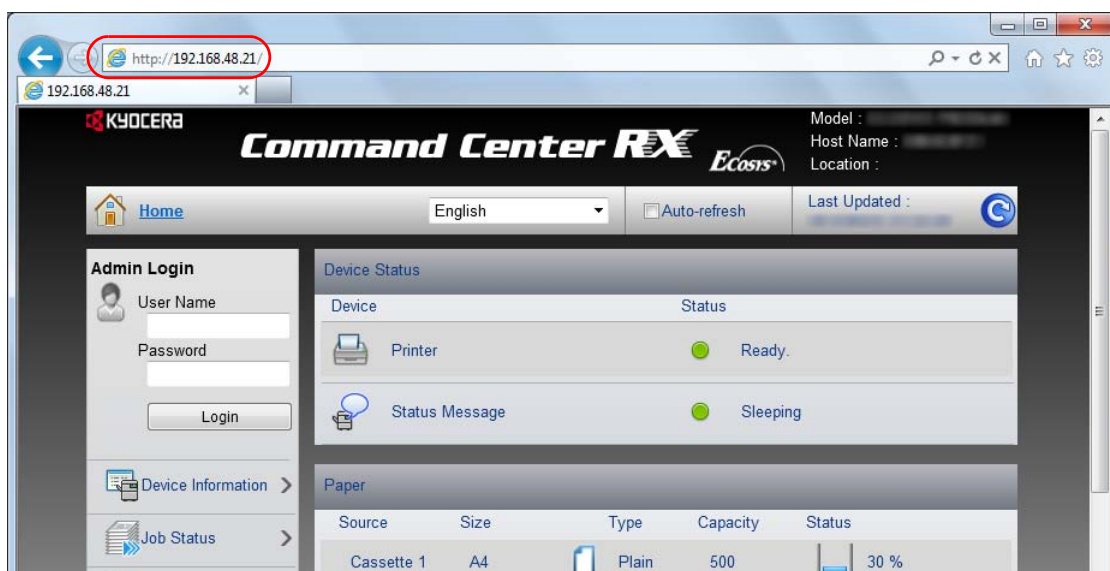 http://192.168.48.21/
192.168.48.21
KYOCERA
Command Center RX
Ecosys
Model :
Host Name :
Location :
Home
English
Auto-refresh
Last Updated :
Admin Login
User Name
Password
Login
Device Information
Job Status
Device Status
Device Status
Printer Ready.
Status Message Sleeping
Paper
Source Size Type Capacity Status
Cassette 1 A4 Plain 500 30 %